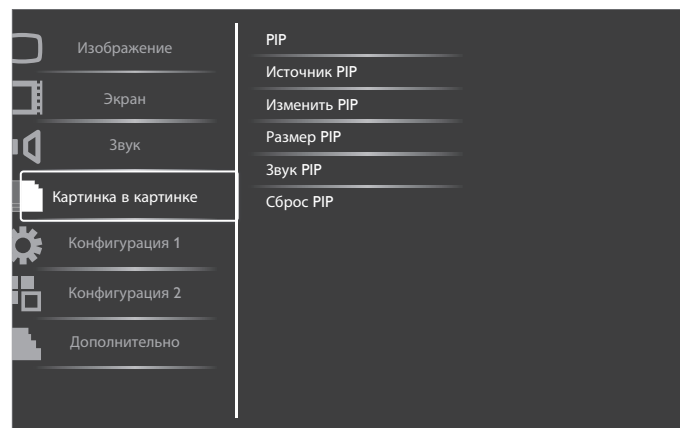 Изображение
Экран
Звук
Картинка в картинке
Конфигурация 1
Конфигурация 2
Дополнительно
PIP
Источник PIP
Изменить PIP
Размер PIP
Звук PIP
Сброс PIP